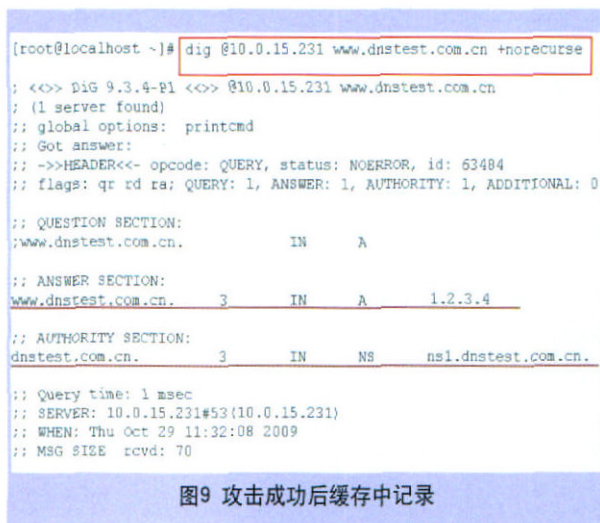 [root@localhost ~]# dig @10.0.15.231 www.dnstest.com.cn +norecurse
; <<>> DiG 9.3.4-P1 <<>> @10.0.15.231 www.dnstest.com.cn
; (1 server found)
;; global options: printcmd
;; Got answer:
;; ->>HEADER<<- opcode: QUERY, status: NOERROR, id: 63484
;; flags: qr rd ra; QUERY: 1, ANSWER: 1, AUTHORITY: 1, ADDITIONAL: 0
;; QUESTION SECTION:
;www.dnstest.com.cn. IN A
;; ANSWER SECTION:
www.dnstest.com.cn. 3 IN A 1.2.3.4
;; AUTHORITY SECTION:
dnstest.com.cn. 3 IN NS ns1.dnstest.com.cn.
;; Query time: 1 msec
;; SERVER: 10.0.15.231#53(10.0.15.231)
;; WHEN: Thu Oct 29 11:32:08 2009
;; MSG SIZE rcvd: 70
图9 攻击成功后缓存中记录